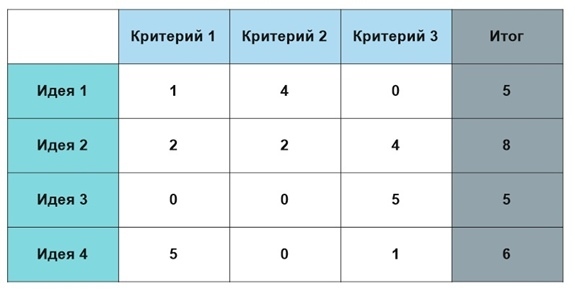 Критерий 1 Критерий 2 Критерий 3 Итог
Идея 1 1 4 0 5
Идея 2 2 2 4 8
Идея 3 0 0 5 5
Идея 4 5 0 1 6